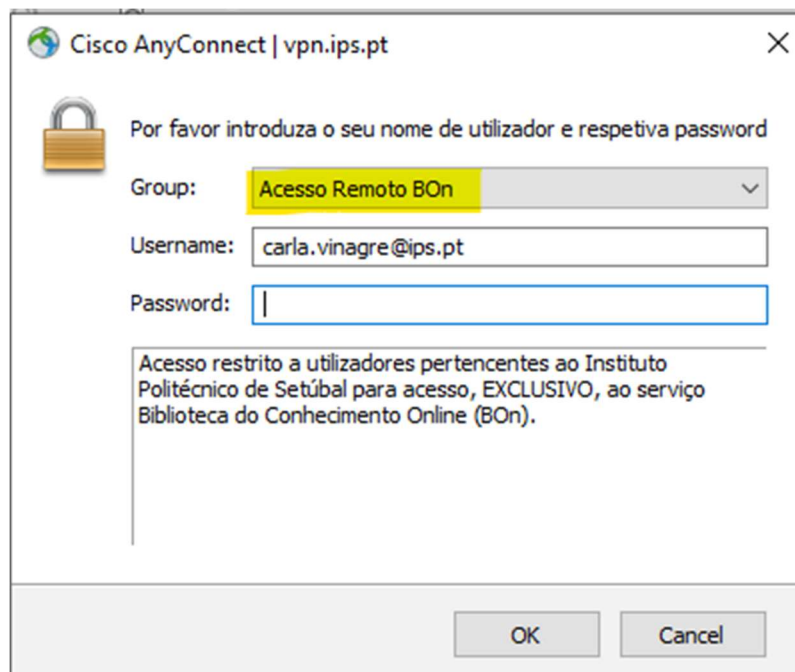 Cisco AnyConnect | vpn.ips.pt
Por favor introduza o seu nome de utilizador e respetiva password
Group: Acesso Remoto BOn
Username: carla.vinagre@ips.pt
Password:
Acesso restrito a utilizadores pertencentes ao Instituto
Politécnico de Setúbal para acesso, EXCLUSIVO, ao serviço
Biblioteca do Conhecimento Online (BOn).
OK Cancel